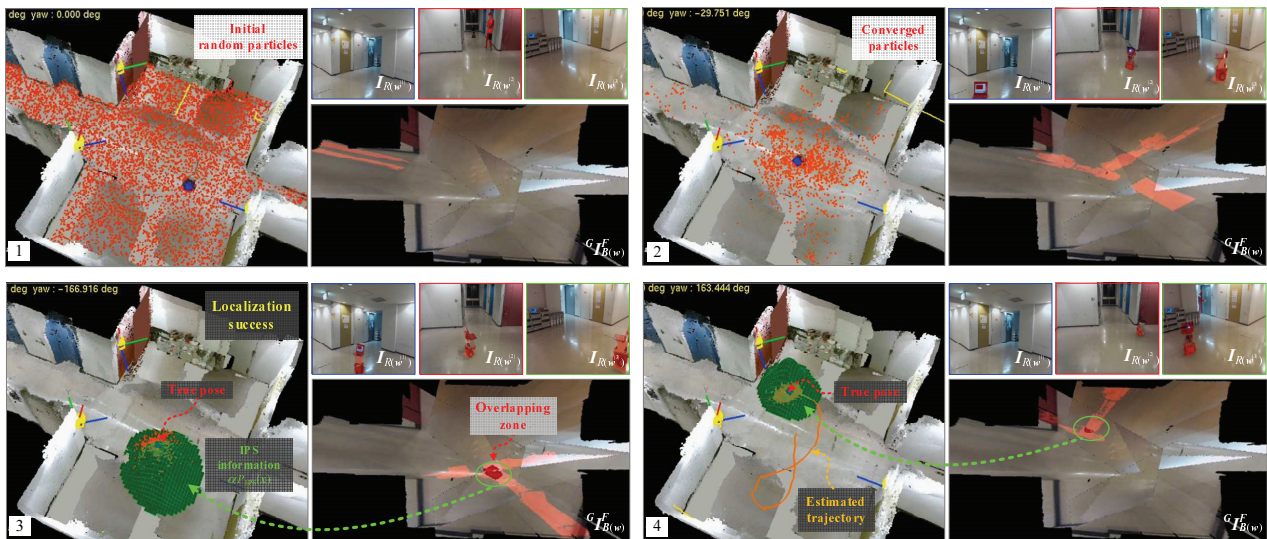 deg yaw : 0.000 deg
Initial
random particles
I_R(w^(1))
I_R(w^(2))
I_R(w^(3))
^G I^F_B(w)
1
deg yaw : -29.751 deg
Converged
particles
I_R(w^(1))
I_R(w^(2))
I_R(w^(3))
^G I^F_B(w)
2
deg yaw : -166.916 deg
Localization
success
True pose
IPS
information
I_R(w^(1))
I_R(w^(2))
I_R(w^(3))
Overlapping
zone
^G I^F_B(w)
3
) deg yaw : 163.444 deg
True pose
Estimated
trajectory
I_R(w^(1))
I_R(w^(2))
I_R(w^(3))
^G I^F_B(w)
4